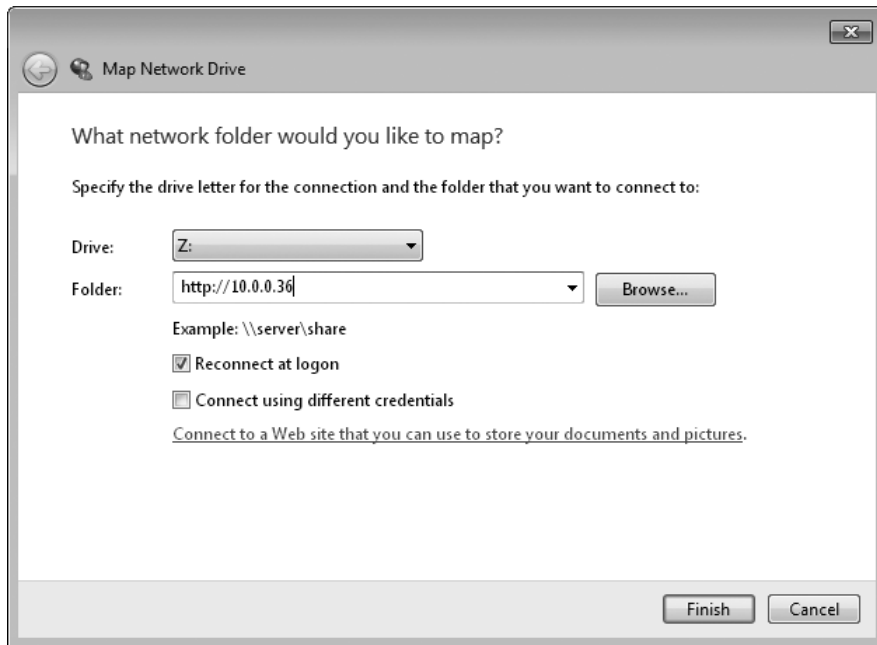 Map Network Drive
What network folder would you like to map?
Specify the drive letter for the connection and the folder that you want to connect to:
Drive: Z:
Folder: http://10.0.0.36 Browse...
Example: \\server\share
Reconnect at logon
Connect using different credentials
Connect to a Web site that you can use to store your documents and pictures.
Finish Cancel